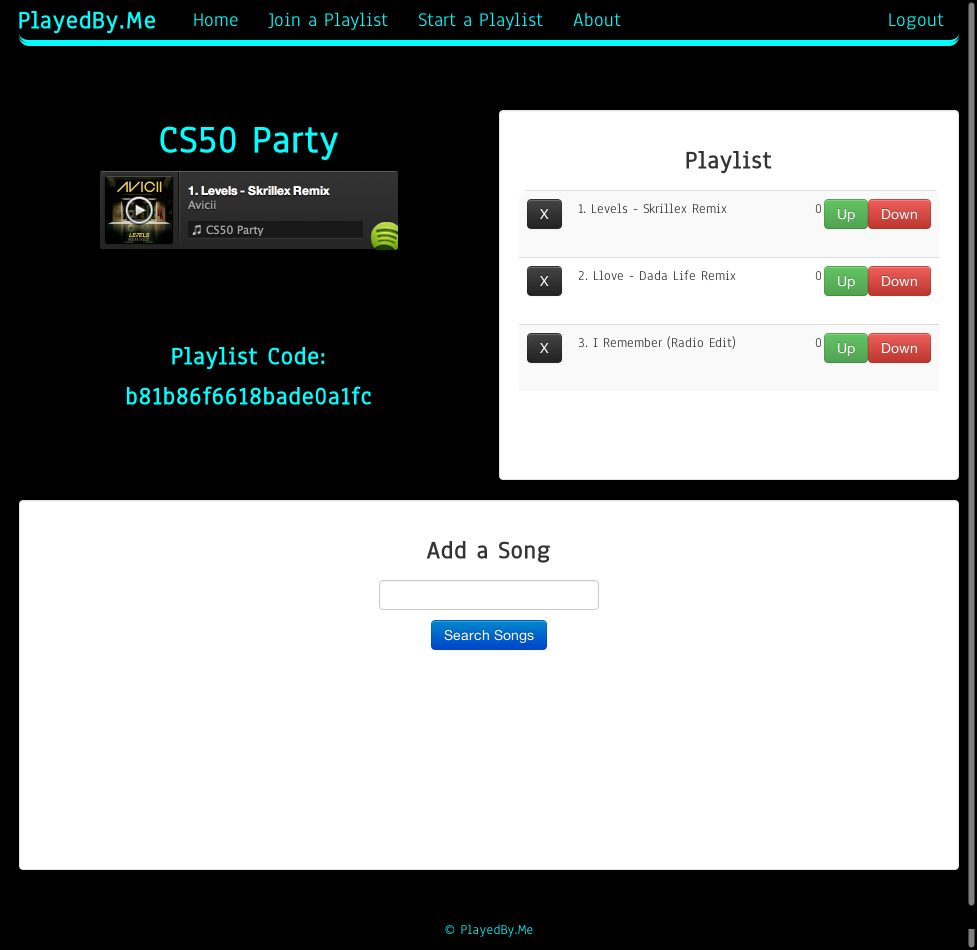 PlayedBy.Me Home Join a Playlist Start a Playlist About Logout
CS50 Party
AVICII
LEVELS
1. Levels - Skrillex Remix
Avicii
CS50 Party
Playlist Code:
b81b86f6618bade0a1fc
Playlist
X 1. Levels - Skrillex Remix 0 Up Down
X 2. Llove - Dada Life Remix 0 Up Down
X 3. I Remember (Radio Edit) 0 Up Down
Add a Song
Search Songs
© PlayedBy.Me